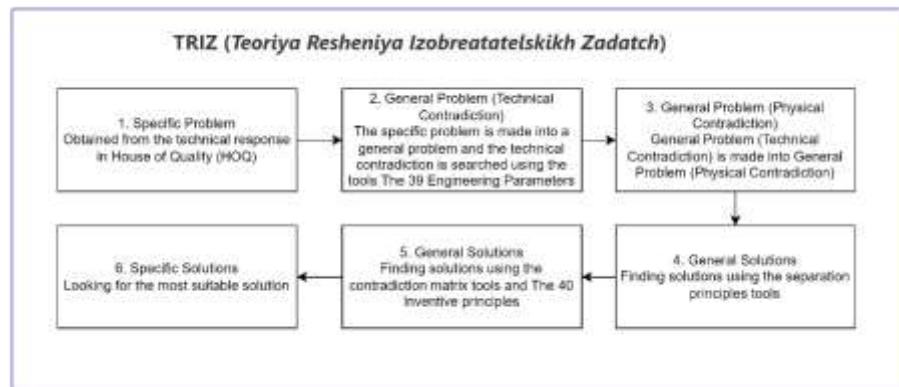 TRIZ (Teoriya Resheniya Izobreatatelskikh Zadatch)
1. Specific Problem
Obtained from the technical response
in House of Quality (HOQ)
2. General Problem (Technical
Contradiction)
The specific problem is made into a
general problem and the technical
contradiction is searched using the
tools The 39 Engineering Parameters
3. General Problem (Physical
Contradiction)
General Problem (Technical
Contradiction) is made into General
Problem (Physical Contradiction)
4. General Solutions
Finding solutions using the separation
principles tools
5. General Solutions
Finding solutions using the
contradiction matrix tools and The 40
Inventive principles
6. Specific Solutions
Looking for the most suitable solution